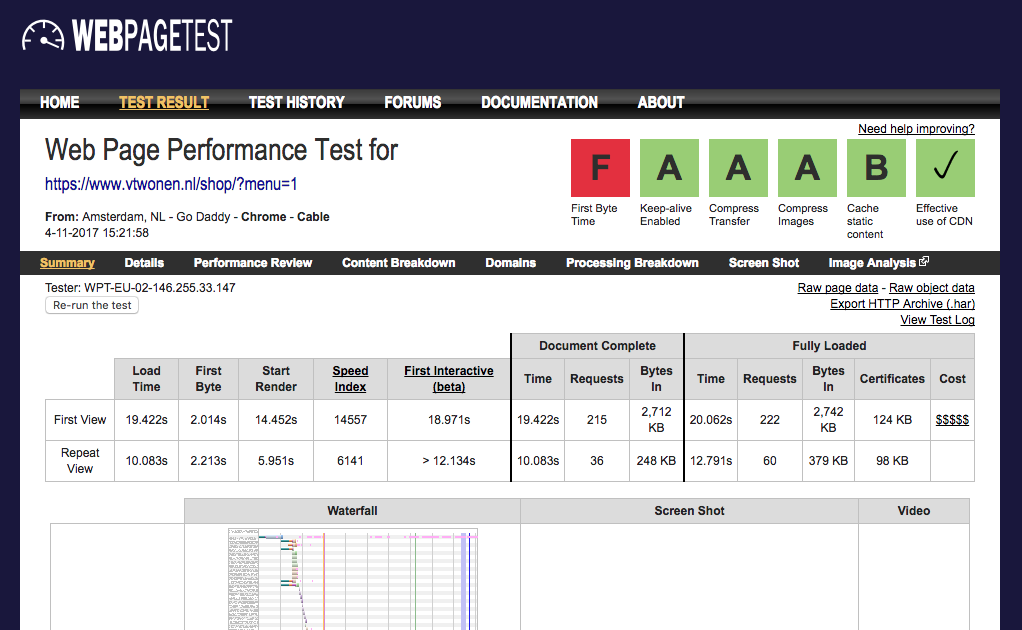 WEBPAGETEST
HOME TEST RESULT TEST HISTORY FORUMS DOCUMENTATION ABOUT
Need help improving?
Web Page Performance Test for
https://www.vtwonen.nl/shop/?menu=1
From: Amsterdam, NL - Go Daddy - Chrome - Cable
4-11-2017 15:21:58
F A A A B ✓
First Byte Time
Keep-alive Enabled
Compress Transfer
Compress Images
Cache static content
Effective use of CDN
Summary Details Performance Review Content Breakdown Domains Processing Breakdown Screen Shot Image Analysis
Tester: WPT-EU-02-146.255.33.147
Re-run the test
Raw page data - Raw object data
Export HTTP Archive (.har)
View Test Log
Document Complete Fully Loaded
Load Time First Byte Start Render Speed Index First Interactive (beta) Time Requests Bytes In Time Requests Bytes In Certificates Cost
First View 19.422s 2.014s 14.452s 14557 18.971s 19.422s 215 2,712 KB 20.062s 222 2,742 KB 124 KB $$$$$
Repeat View 10.083s 2.213s 5.951s 6141 > 12.134s 10.083s 36 248 KB 12.791s 60 379 KB 98 KB
Waterfall Screen Shot Video